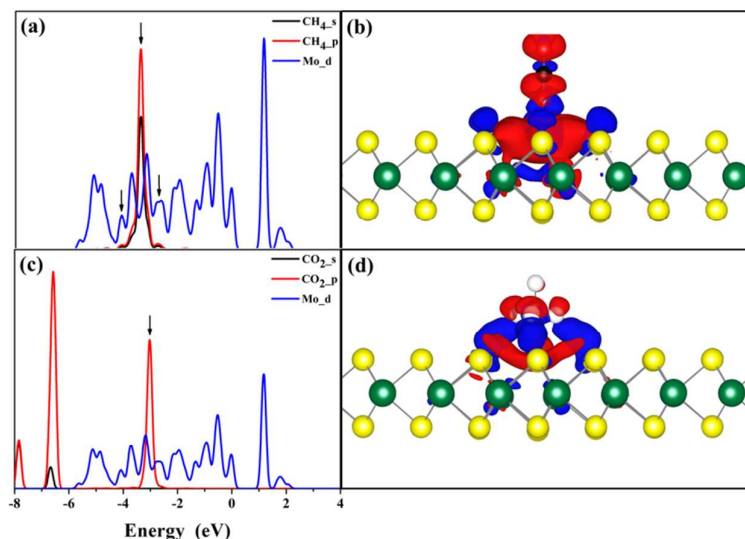 (a)
CH4_s
CH4_p
Mo_d
(b)
(c)
CO2_s
CO2_p
Mo_d
(d)
-8 -6 -4 -2 0 2 4
Energy (eV)